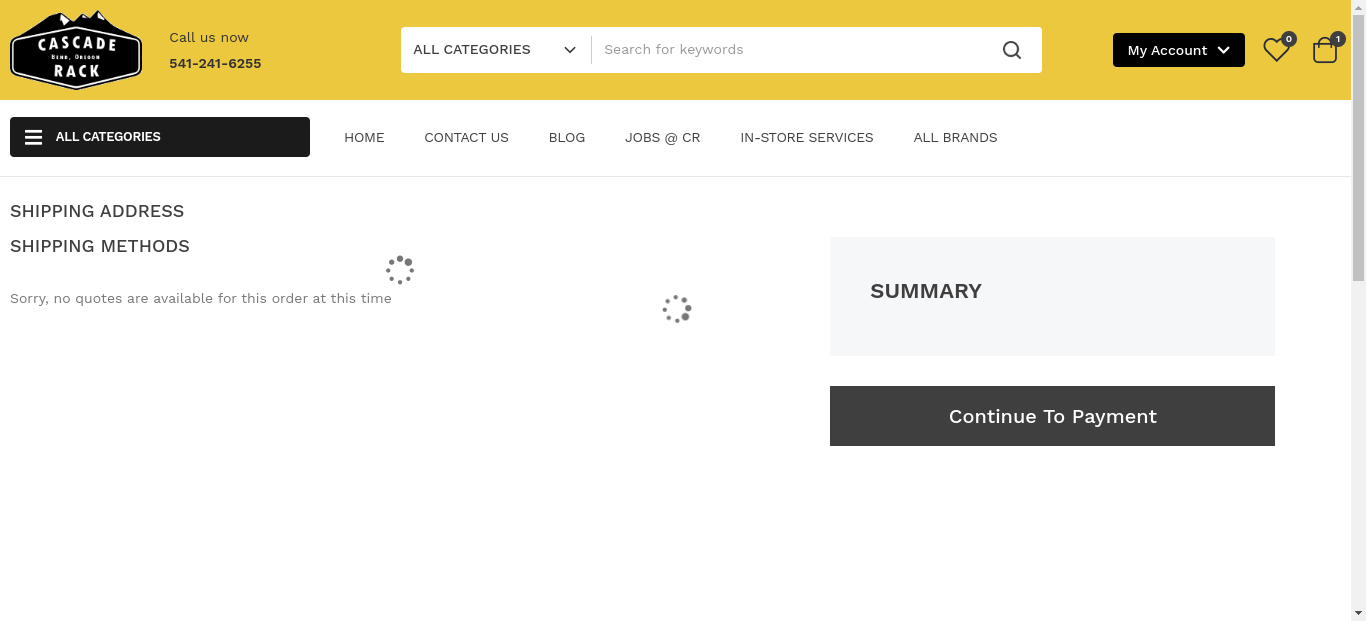 CASCADE
BEND, OREGON
RACK
Call us now
541-241-6255
ALL CATEGORIES
Search for keywords
My Account
0
1
ALL CATEGORIES
HOME
CONTACT US
BLOG
JOBS @ CR
IN-STORE SERVICES
ALL BRANDS
SHIPPING ADDRESS
SHIPPING METHODS
Sorry, no quotes are available for this order at this time
SUMMARY
Continue To Payment